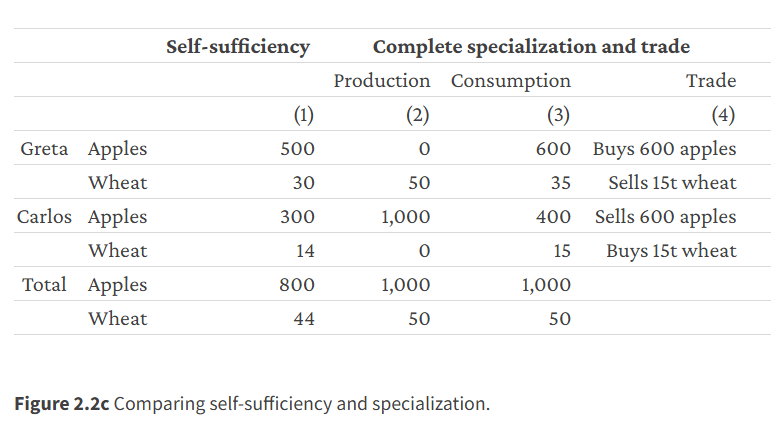 Self-sufficiency Complete specialization and trade
Production Consumption Trade
(1) (2) (3) (4)
Greta Apples 500 0 600 Buys 600 apples
Wheat 30 50 35 Sells 15t wheat
Carlos Apples 300 1,000 400 Sells 600 apples
Wheat 14 0 15 Buys 15t wheat
Total Apples 800 1,000 1,000
Wheat 44 50 50
Figure 2.2c Comparing self-sufficiency and specialization.